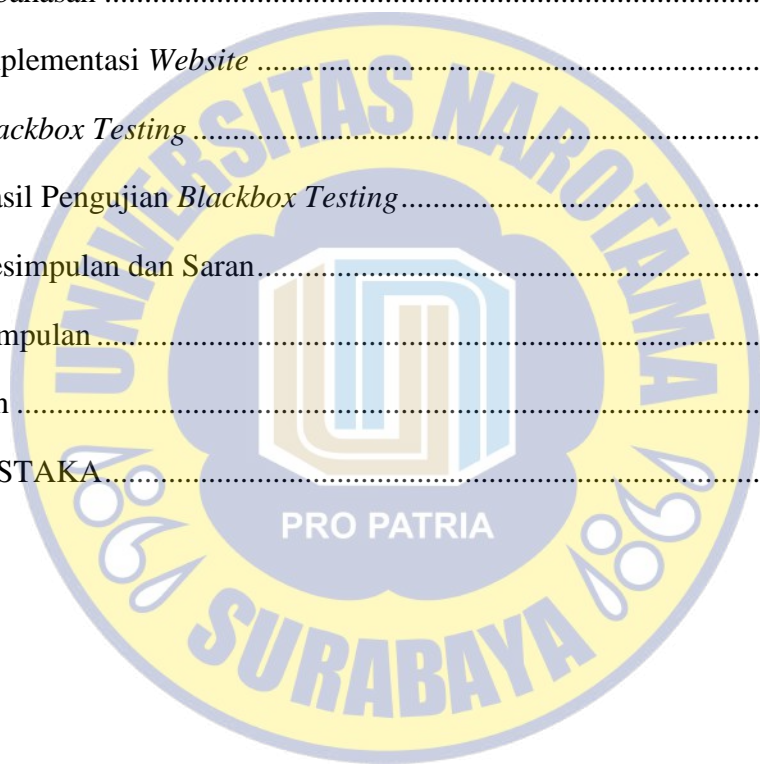 plementasi Website ........................................................................
ackbox Testing ........................................................................
asil Pengujian Blackbox Testing ........................................................................
esimpulan dan Saran ........................................................................
mpulan ........................................................................
n ........................................................................
STAKA ........................................................................
UNIVERSITAS NAROTAMA
PRO PATRIA
SURABAYA